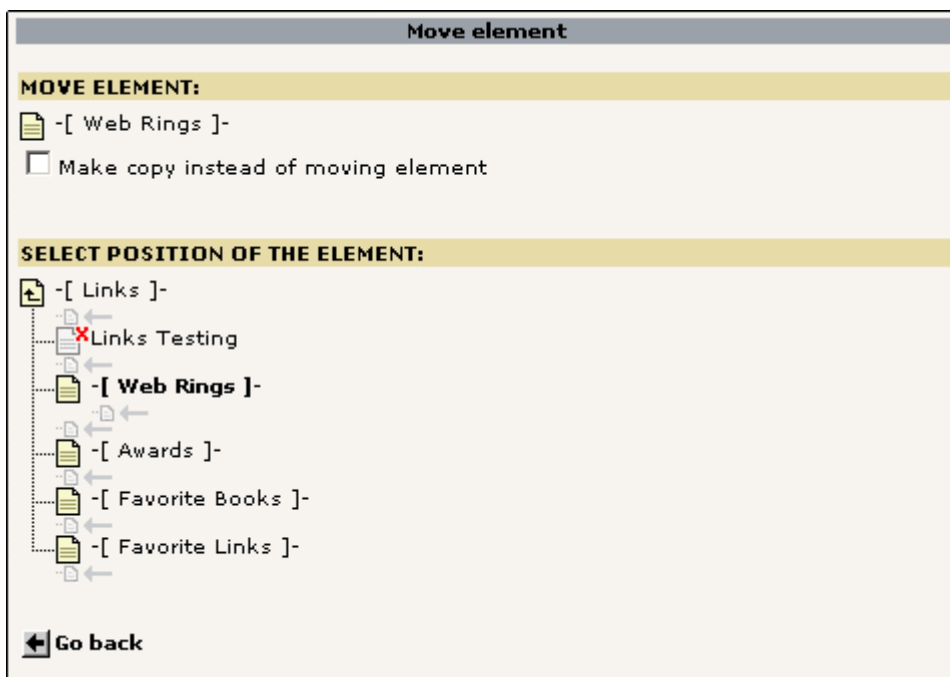 Move element
MOVE ELEMENT:
-[ Web Rings ]-
Make copy instead of moving element
SELECT POSITION OF THE ELEMENT:
-[ Links ]-
Links Testing
-[ Web Rings ]-
-[ Awards ]-
-[ Favorite Books ]-
-[ Favorite Links ]-
Go back